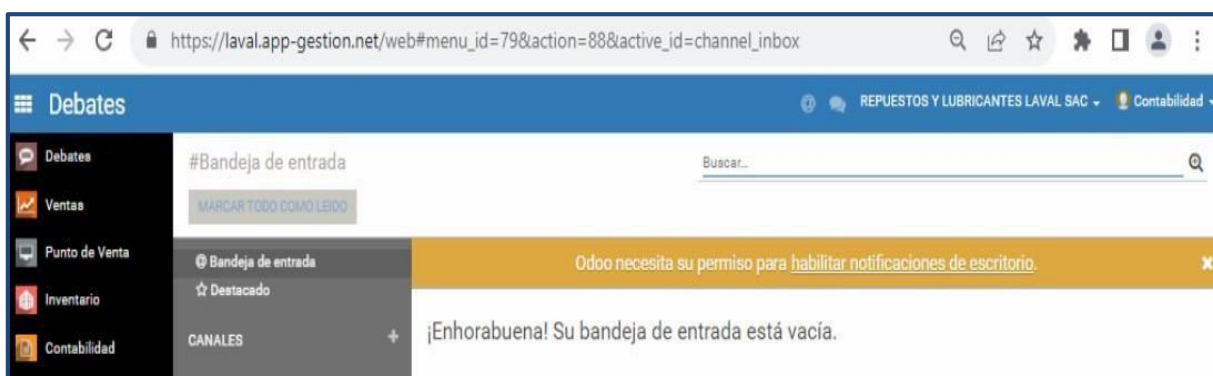 https://laval.app-gestion.net/web#menu_id=79&action=88&active_id=channel_inbox
Debates
REPUESTOS Y LUBRICANTES LAVAL SAC
Contabilidad
Debates
Ventas
Punto de Venta
Inventario
Contabilidad
#Bandeja de entrada
Buscar...
MARCAR TODO COMO LEIDO
@ Bandeja de entrada
Destacado
CANALES +
Odoo necesita su permiso para habilitar notificaciones de escritorio. x
¡Enhorabuena! Su bandeja de entrada está vacía.